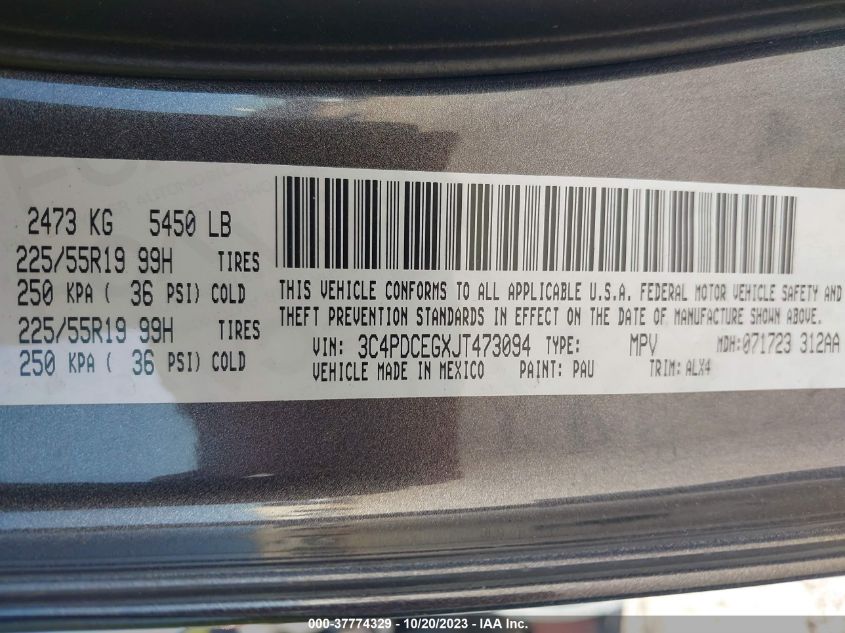 2473 KG 5450 LB
225/55R19 99H TIRES
250 KPA ( 36 PSI) COLD
225/55R19 99H TIRES
250 KPA ( 36 PSI) COLD
THIS VEHICLE CONFORMS TO ALL APPLICABLE U.S.A. FEDERAL MOTOR VEHICLE SAFETY AND
THEFT PREVENTION STANDARDS IN EFFECT ON THE DATE OF MANUFACTURE SHOWN ABOVE.
VIN: 3C4PDCEGXJT473094 TYPE: MPV MDH:071723 312AA
VEHICLE MADE IN MEXICO PAINT: PAU TRIM: ALX4
000-37774329 - 10/20/2023 - IAA Inc.